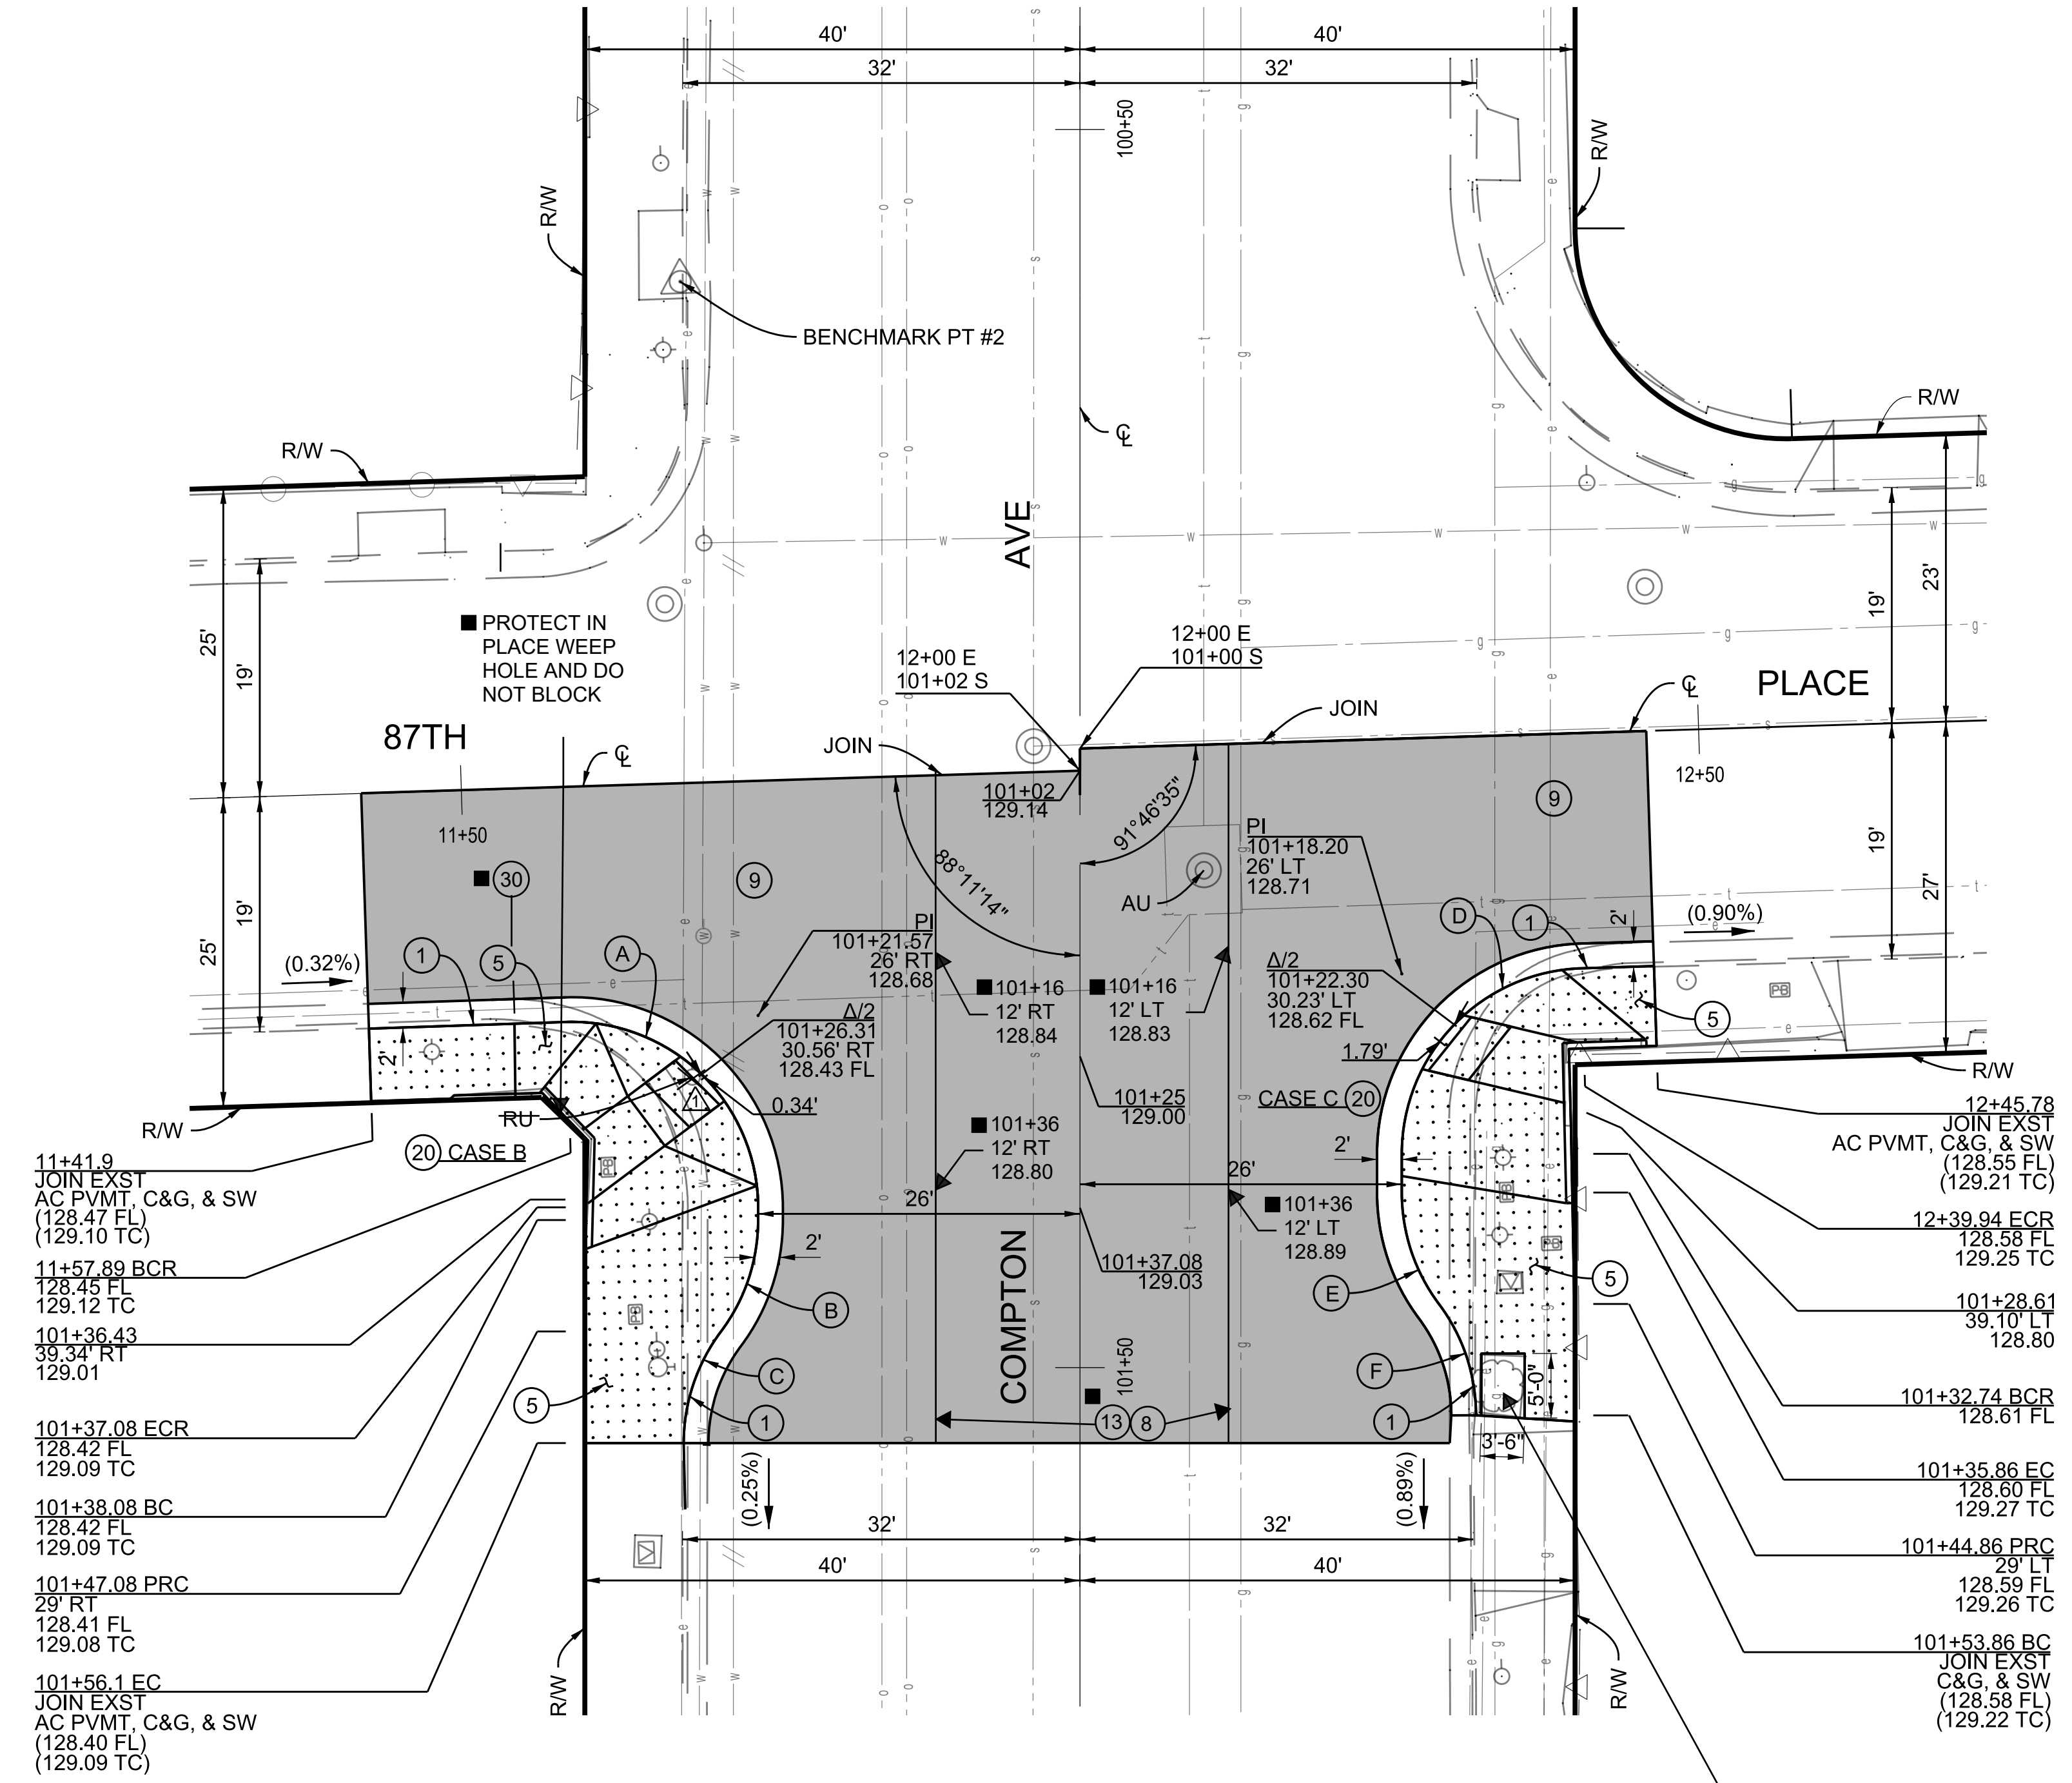 40'
40'
32'
32'
100+50
R/W
R/W
BENCHMARK PT #2
R/W
R/W
℄
AVE
25'
19'
19'
23'
■ PROTECT IN
PLACE WEEP
HOLE AND DO
NOT BLOCK
12+00 E
101+02 S
12+00 E
101+00 S
87TH
℄
JOIN
JOIN
℄
PLACE
12+50
11+50
101+02
129.14
91°46'35"
88°11'14"
9
9
■ 30
AU
PI
101+18.20
26' LT
128.71
PI
101+21.57
26' RT
128.68
25'
19'
19'
27'
(0.32%)
1
5
A
D
1
2'
(0.90%)
■ 101+16
12' RT
128.84
■ 101+16
12' LT
128.83
Δ/2
101+22.30
30.23' LT
128.62 FL
Δ/2
101+26.31
30.56' RT
128.43 FL
2'
5
1.79'
PB
RU
1
0.34'
101+25
129.00
CASE C 20
R/W
R/W
20 CASE B
PB
■ 101+36
12' RT
128.80
2'
26'
26'
■ 101+36
12' LT
128.89
PB
PB
PB
2'
101+37.08
129.03
COMPTON
B
E
5
C
F
5
1
1
101+50
■
13 8
5'-0"
3'-6"
(0.25%)
(0.89%)
32'
32'
40'
40'
R/W
R/W
11+41.9
JOIN EXST
AC PVMT, C&G, & SW
(128.47 FL)
(129.10 TC)
11+57.89 BCR
128.45 FL
129.12 TC
101+36.43
39.34' RT
129.01
101+37.08 ECR
128.42 FL
129.09 TC
101+38.08 BC
128.42 FL
129.09 TC
101+47.08 PRC
29' RT
128.41 FL
129.08 TC
101+56.1 EC
JOIN EXST
AC PVMT, C&G, & SW
(128.40 FL)
(129.09 TC)
12+45.78
JOIN EXST
AC PVMT, C&G, & SW
(128.55 FL)
(129.21 TC)
12+39.94 ECR
128.58 FL
129.25 TC
101+28.61
39.10' LT
128.80
101+32.74 BCR
128.61 FL
101+35.86 EC
128.60 FL
129.27 TC
101+44.86 PRC
29' LT
128.59 FL
129.26 TC
101+53.86 BC
JOIN EXST
C&G, & SW
(128.58 FL)
(129.22 TC)